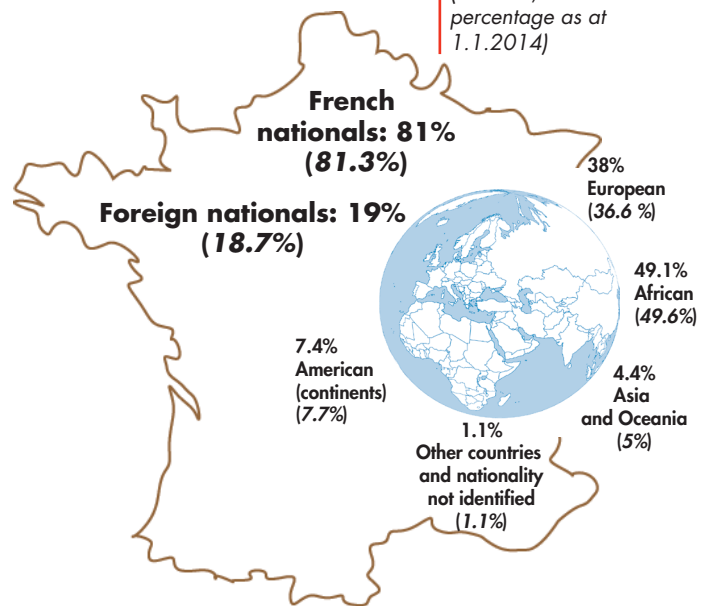 percentage as at
1.1.2014)
French
nationals: 81%
(81.3%)
Foreign nationals: 19%
(18.7%)
38%
European
(36.6 %)
49.1%
African
(49.6%)
7.4%
American
(continents)
(7.7%)
4.4%
Asia
and Oceania
(5%)
1.1%
Other countries
and nationality
not identified
(1.1%)